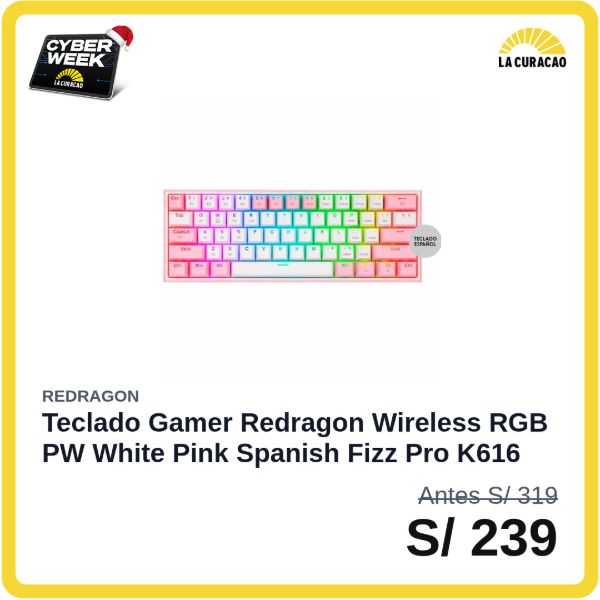 CYBER
WEEK
LA CURACAO
LA CURACAO
TECLADO
ESPAÑOL
REDRAGON
Teclado Gamer Redragon Wireless RGB
PW White Pink Spanish Fizz Pro K616
Antes S/ 319
S/ 239